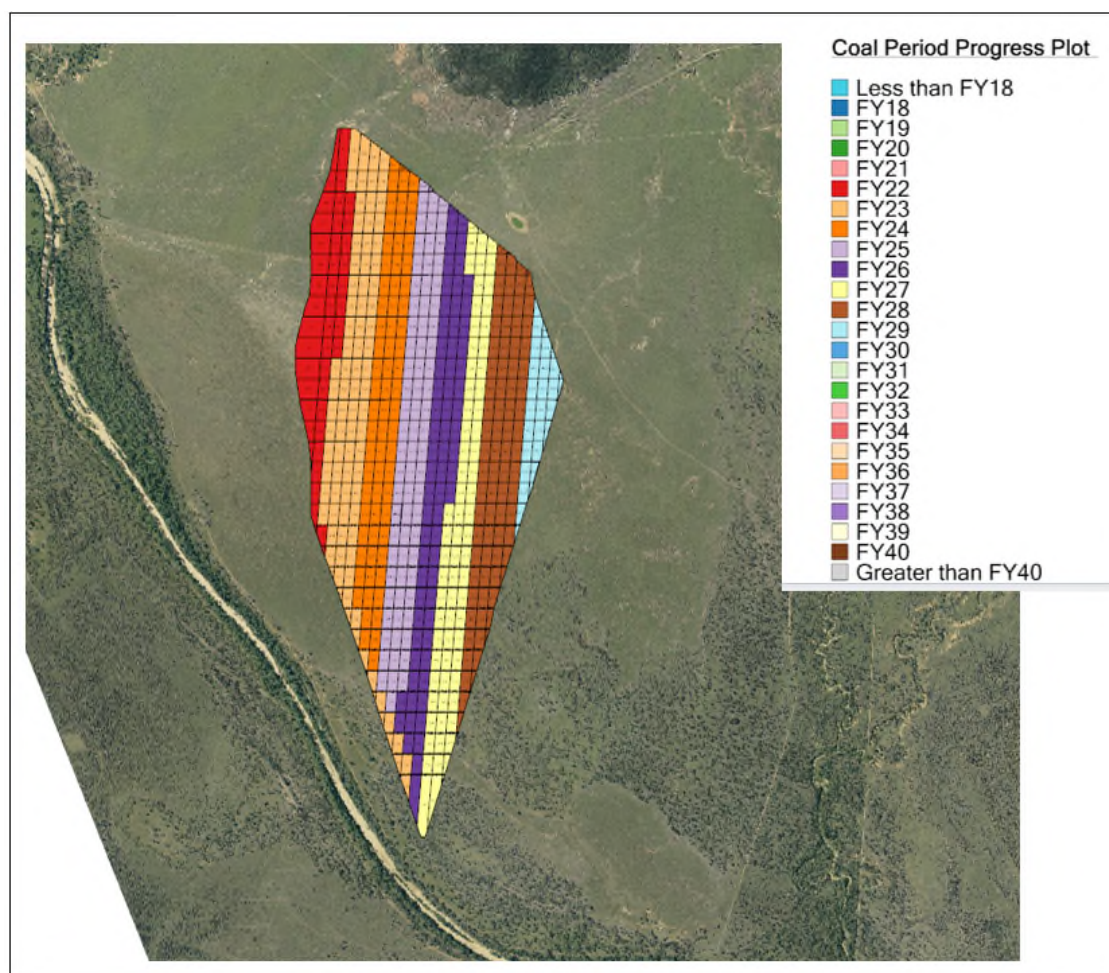 Coal Period Progress Plot
Less than FY18
FY18
FY19
FY20
FY21
FY22
FY23
FY24
FY25
FY26
FY27
FY28
FY29
FY30
FY31
FY32
FY33
FY34
FY35
FY36
FY37
FY38
FY39
FY40
Greater than FY40